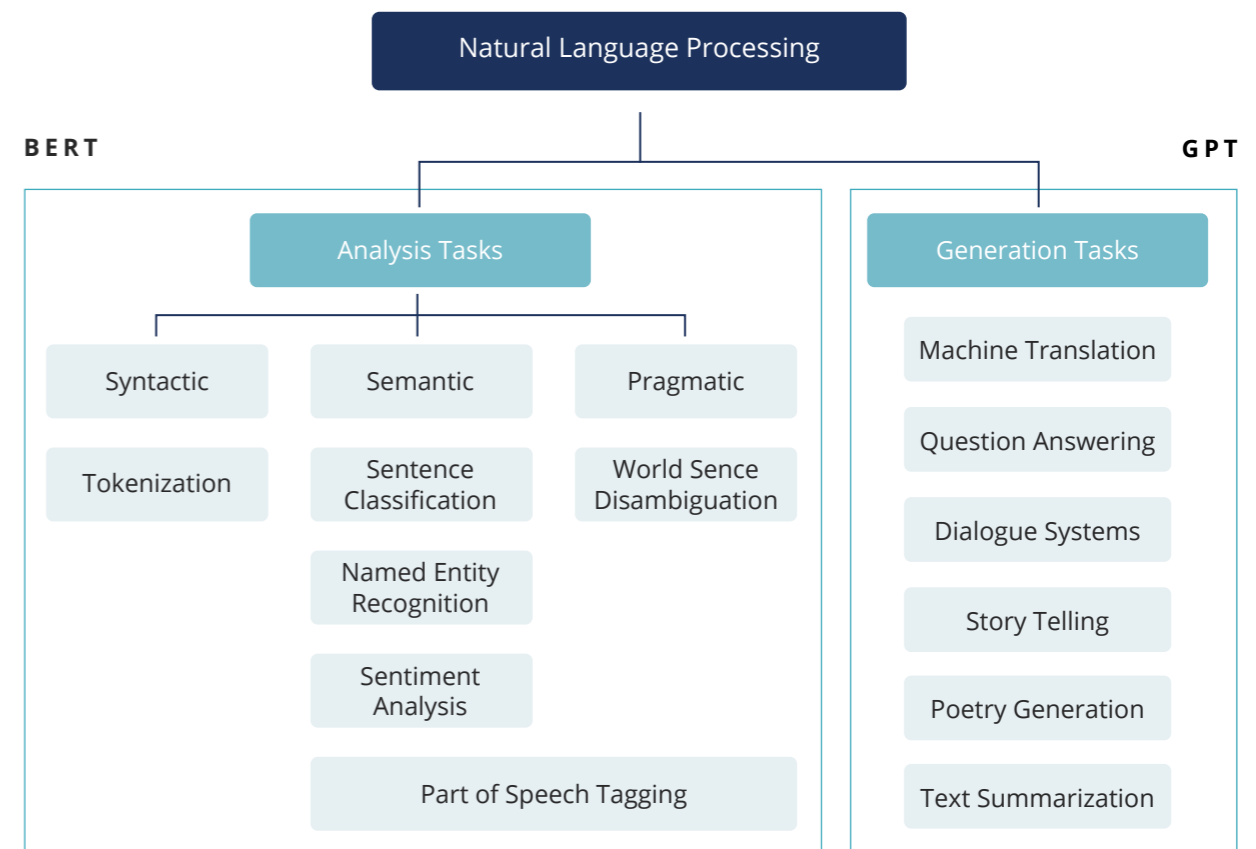 Natural Language Processing
BERT
GPT
Analysis Tasks
Generation Tasks
Syntactic
Semantic
Pragmatic
Tokenization
Sentence
Classification
World Sence
Disambiguation
Named Entity
Recognition
Sentiment
Analysis
Part of Speech Tagging
Machine Translation
Question Answering
Dialogue Systems
Story Telling
Poetry Generation
Text Summarization